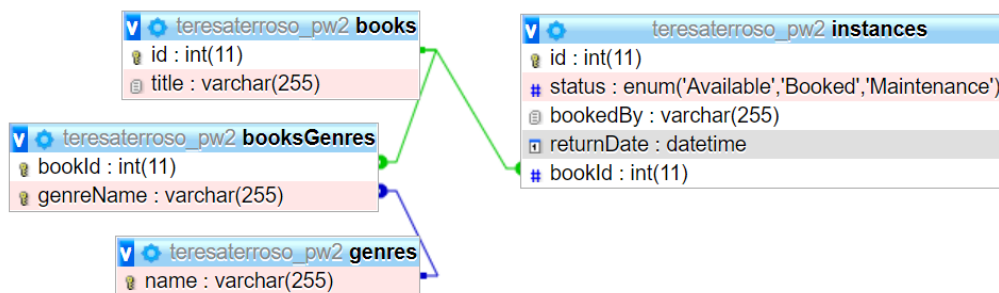 teresaterroso_pw2 books
id : int(11)
title : varchar(255)
teresaterroso_pw2 booksGenres
bookId : int(11)
genreName : varchar(255)
teresaterroso_pw2 genres
name : varchar(255)
teresaterroso_pw2 instances
id : int(11)
status : enum('Available','Booked','Maintenance')
bookedBy : varchar(255)
returnDate : datetime
bookId : int(11)